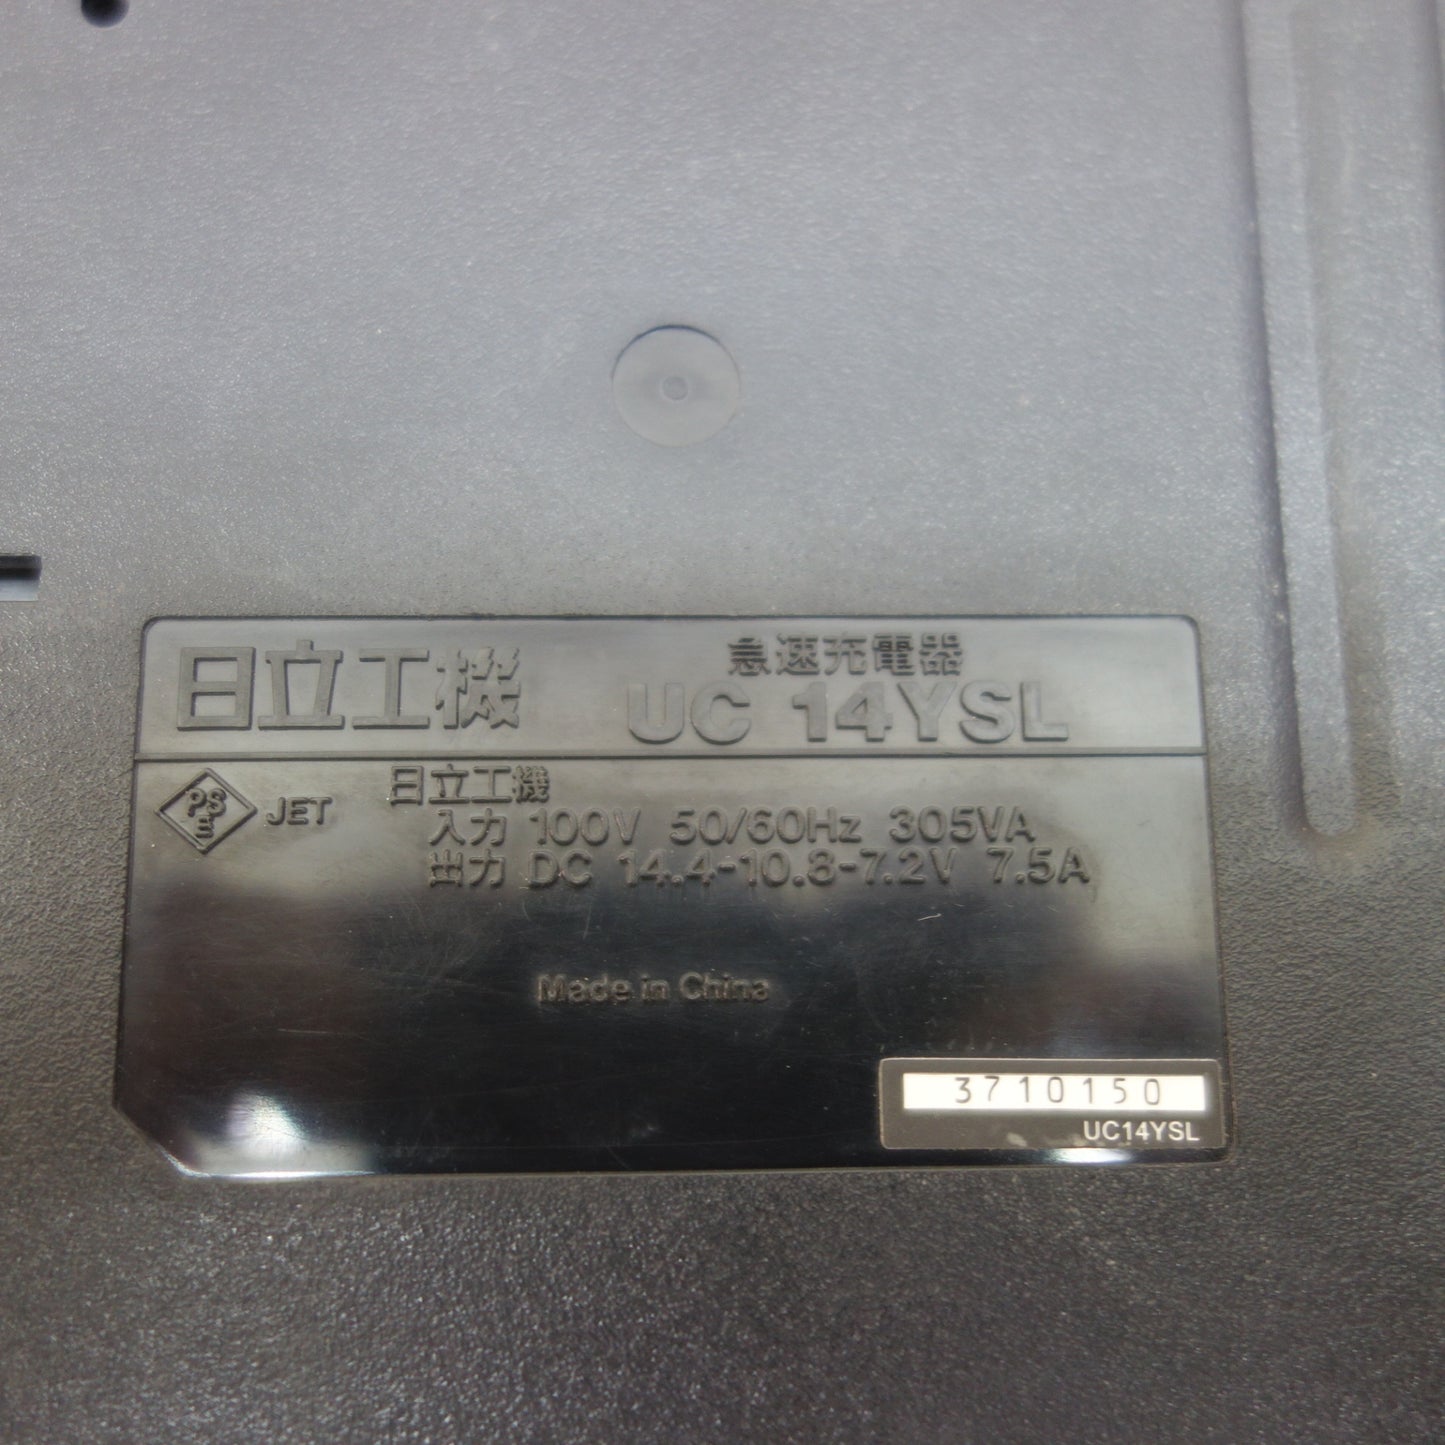 日立工機
急速充電器
UC 14YSL
PSE JET
日立工機
入力 100V 50/60Hz 305VA
出力 DC 14.4-10.8-7.2V 7.5A
Made in China
3710150
UC14YSL